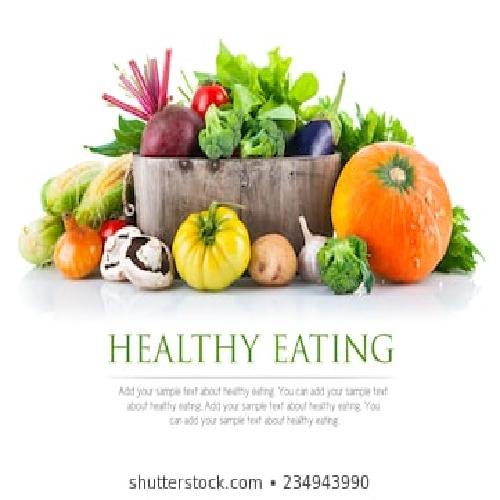 HEALTHY EATING
Add your sample text about healthy eating. You can add your sample text
about healthy eating. Add your sample text about healthy eating. You
can add your sample text about healthy eating.
shutterstock.com • 234943990